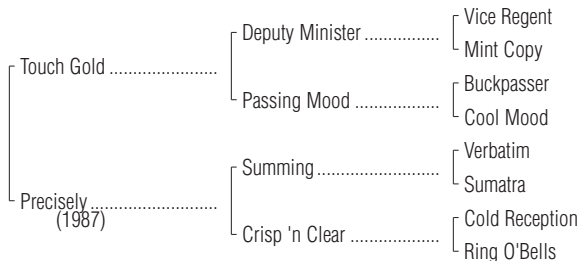 Vice Regent
Deputy Minister ................
Mint Copy
Touch Gold .......................
Buckpasser
Passing Mood ..................
Cool Mood
Verbatim
Summing.........................
Sumatra
Precisely...........................
(1987)
Cold Reception
Crisp 'n Clear ...................
Ring O'Bells